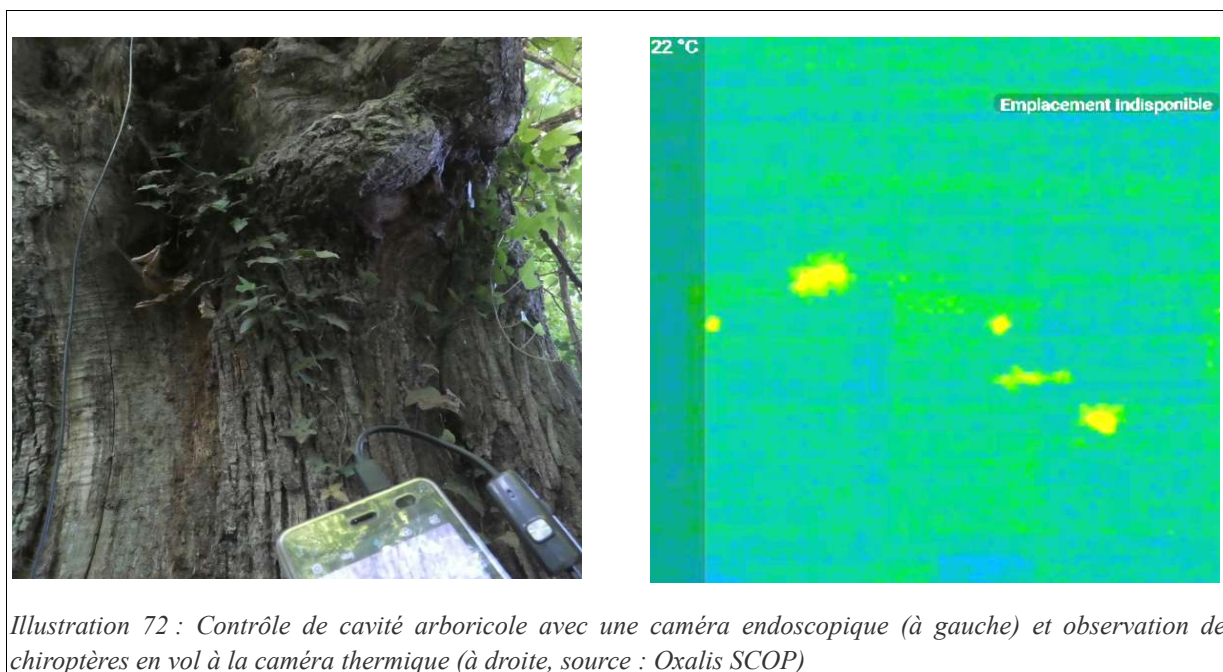 22 °C
Emplacement indisponible
Illustration 72 : Contrôle de cavité arboricole avec une caméra endoscopique (à gauche) et observation de
chiroptères en vol à la caméra thermique (à droite, source : Oxalis SCOP)